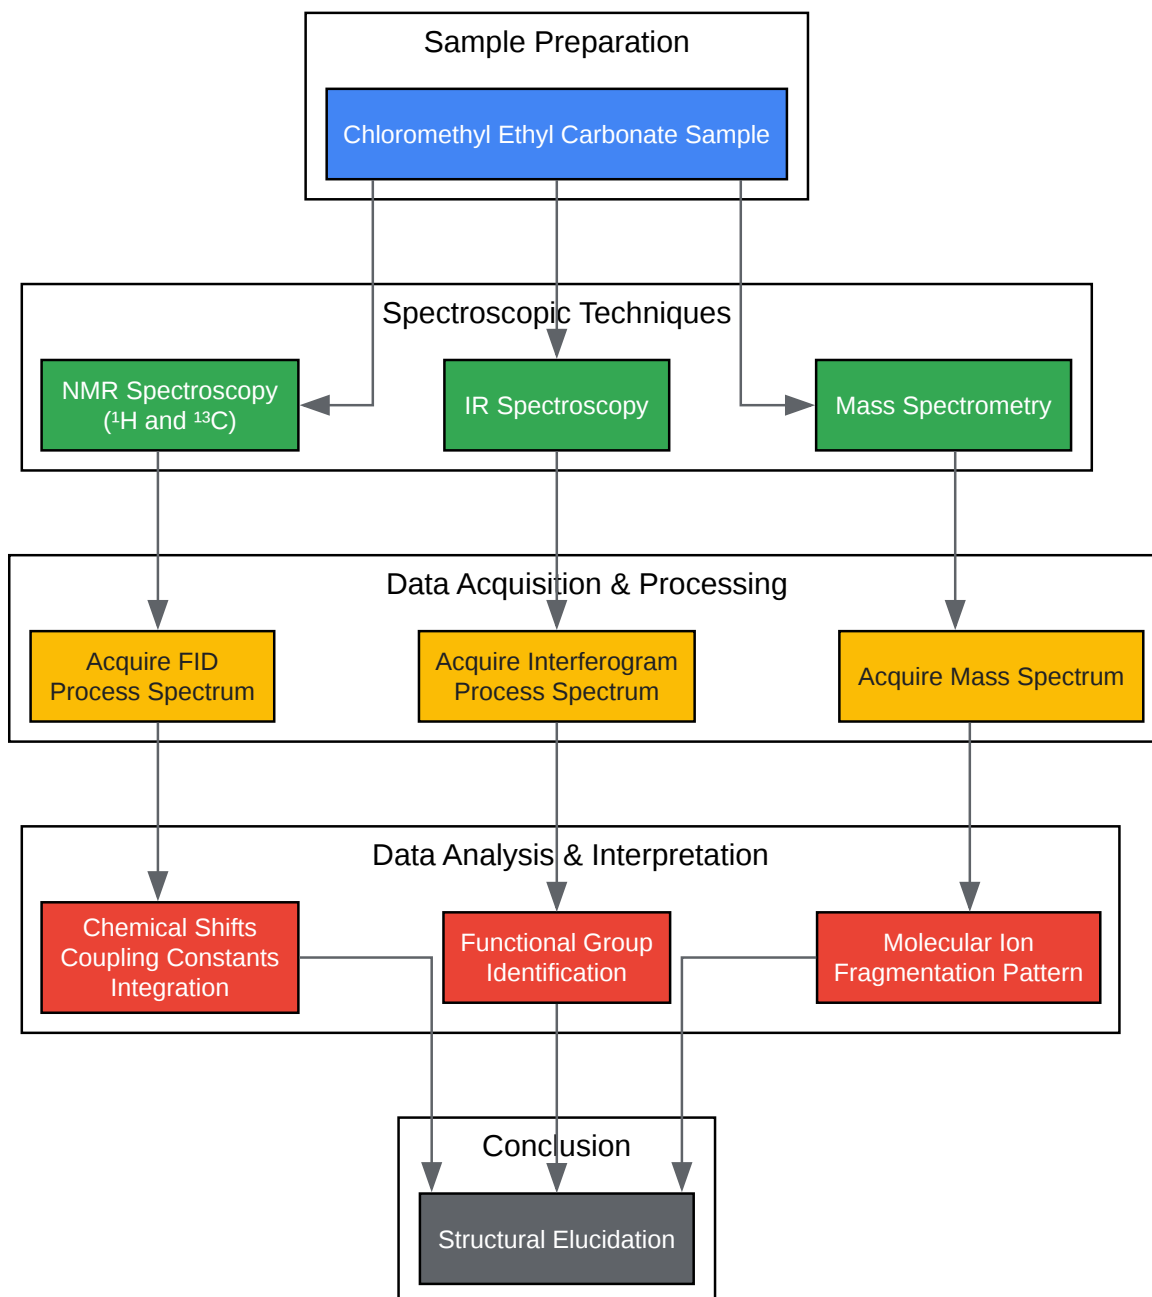 Sample Preparation
Chloromethyl Ethyl Carbonate Sample
Spectroscopic Techniques
NMR Spectroscopy
(¹H and ¹³C)
IR Spectroscopy
Mass Spectrometry
Data Acquisition & Processing
Acquire FID
Process Spectrum
Acquire Interferogram
Process Spectrum
Acquire Mass Spectrum
Data Analysis & Interpretation
Chemical Shifts
Coupling Constants
Integration
Functional Group
Identification
Molecular Ion
Fragmentation Pattern
Conclusion
Structural Elucidation